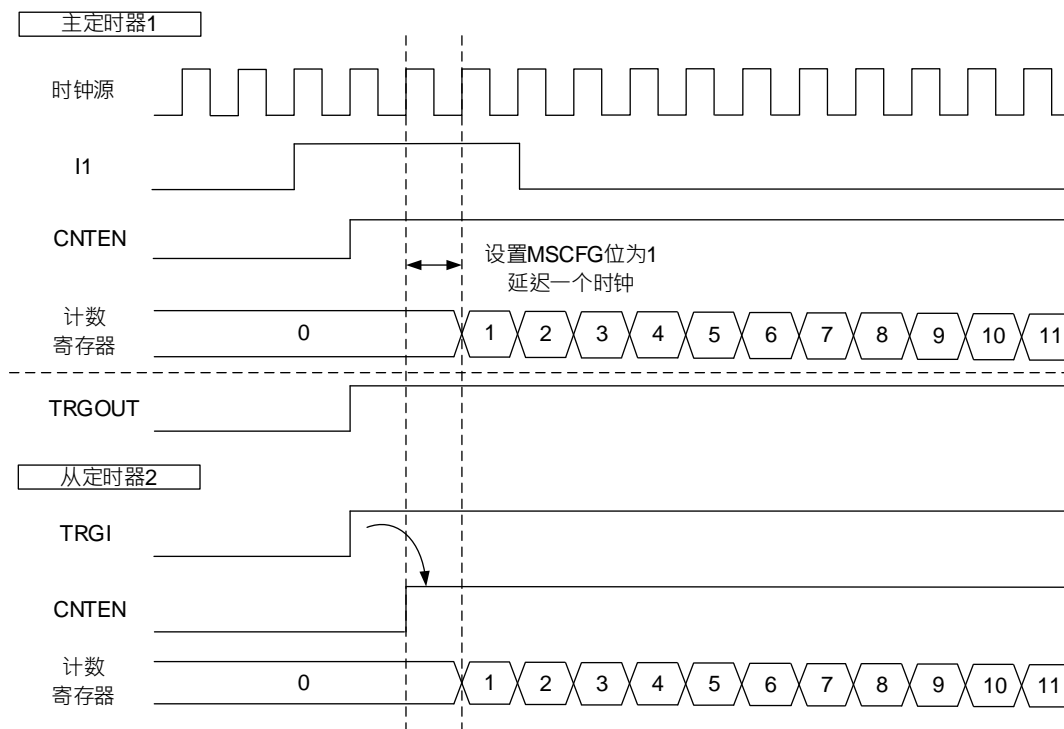 主定时器1
时钟源
I1
CNTEN
设置MSCFG位为1
延迟一个时钟
计数
寄存器
0 1 2 3 4 5 6 7 8 9 10 11
TRGOUT
从定时器2
TRGI
CNTEN
计数
寄存器
0 1 2 3 4 5 6 7 8 9 10 11